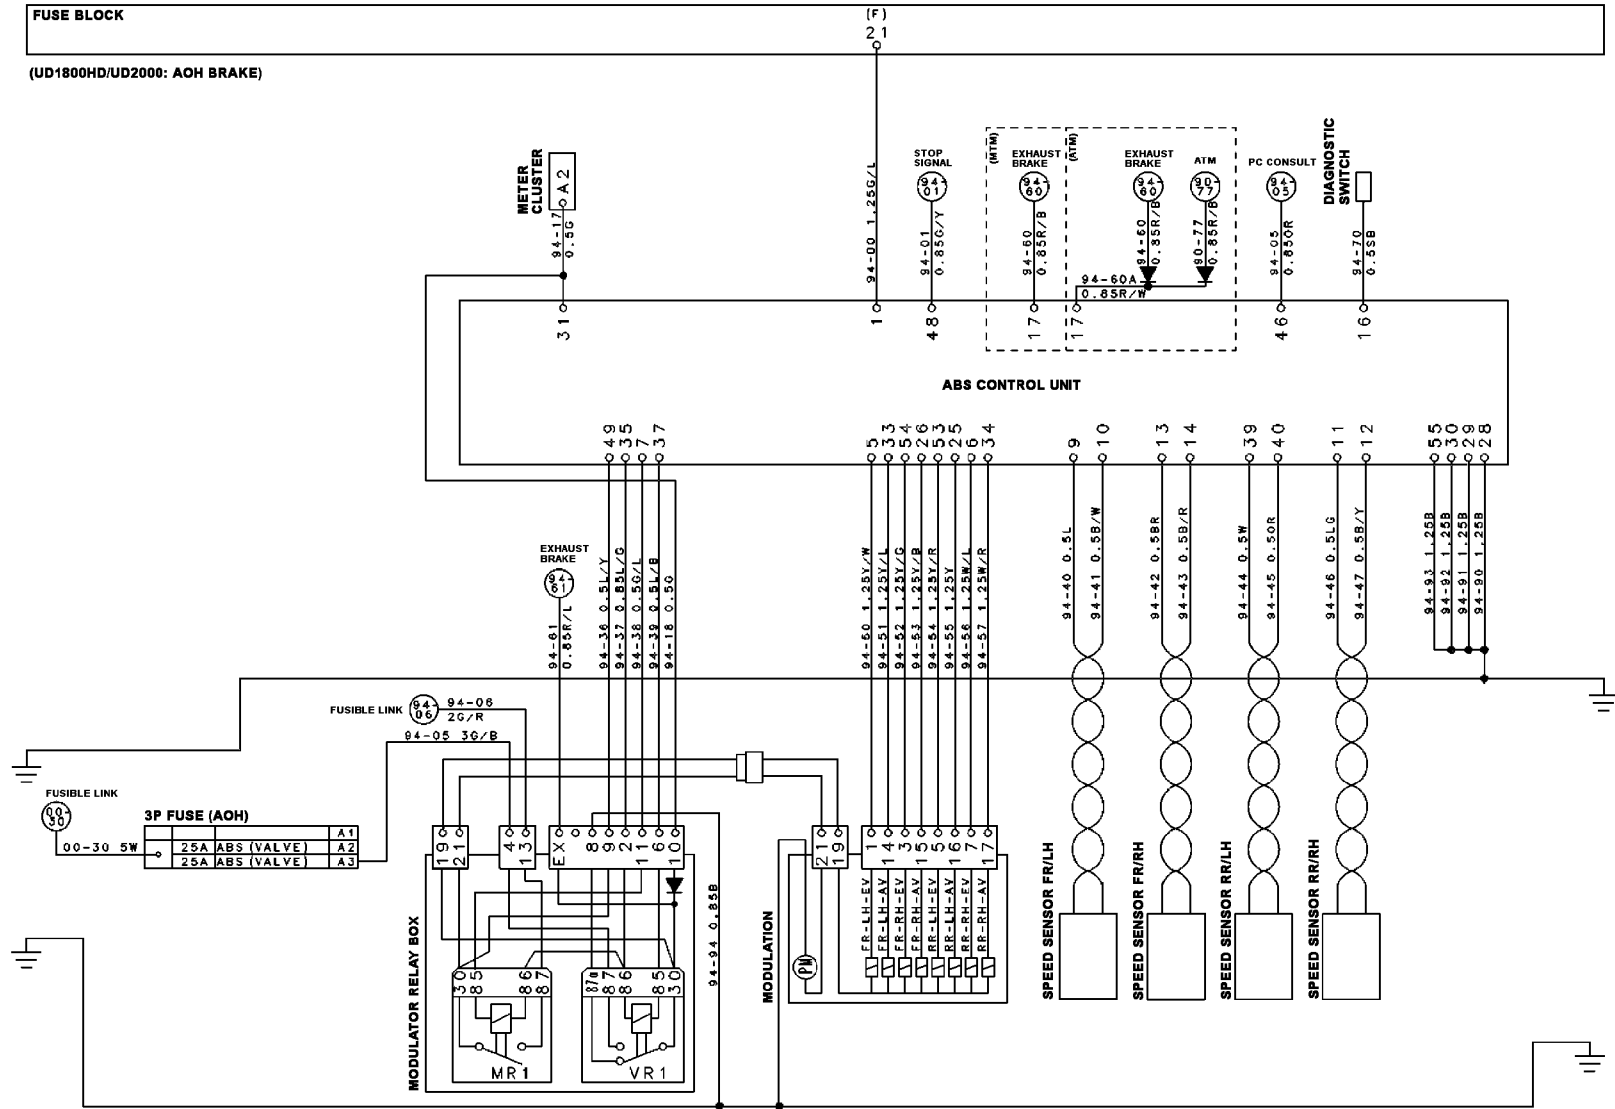 FUSE BLOCK
(F)
21
(UD1800HD/UD2000: AOH BRAKE)
METER
CLUSTER
A2
94-17
0.5G
94-00 1.25G/L
STOP
SIGNAL
94-
01
94-01
0.85G/Y
(MTM)
EXHAUST
BRAKE
94-
60
94-60
0.85R/B
(ATM)
EXHAUST
BRAKE
94-
60
94-60
0.85R/B
ATM
90-
77
90-77
0.85R/B
94-60A
0.85R/W
PC CONSULT
94-
05
94-05
0.85OR
DIAGNOSTIC
SWITCH
94-70
0.5SB
31
1
48
17
17
46
16
ABS CONTROL UNIT
49
35
7
37
5
33
54
26
53
25
6
34
9
10
13
14
39
40
11
12
55
30
29
28
EXHAUST
BRAKE
94-
61
94-61
0.85R/L
94-36 0.5L/Y
94-37 0.85L/G
94-38 0.5G/L
94-39 0.5L/B
94-18 0.5G
94-50 1.25Y/W
94-51 1.25Y/L
94-52 1.25Y/G
94-53 1.25Y/B
94-54 1.25Y/R
94-55 1.25Y
94-56 1.25W/L
94-57 1.25W/R
94-40 0.5L
94-41 0.5B/W
94-42 0.5BR
94-43 0.5B/R
94-44 0.5W
94-45 0.5OR
94-46 0.5LG
94-47 0.5B/Y
94-93 1.25B
94-92 1.25B
94-91 1.25B
94-90 1.25B
FUSIBLE LINK
94-
06
94-06
2G/R
94-05 3G/B
FUSIBLE LINK
00-
30
00-30 5W
3P FUSE (AOH)
A1
25A ABS (VALVE) A2
25A ABS (VALVE) A3
19
21
4
13
EX
8
9
2
11
6
10
94-94 0.85B
MODULATOR RELAY BOX
30
85
86
87
MR1
87a
87
86
85
30
VR1
MODULATION
21
19
1
14
3
15
5
16
7
17
PM
FR-LH-EV
FR-LH-AV
FR-RH-EV
FR-RH-AV
RR-LH-EV
RR-LH-AV
RR-RH-EV
RR-RH-AV
SPEED SENSOR FR/LH
SPEED SENSOR FR/RH
SPEED SENSOR RR/LH
SPEED SENSOR RR/RH